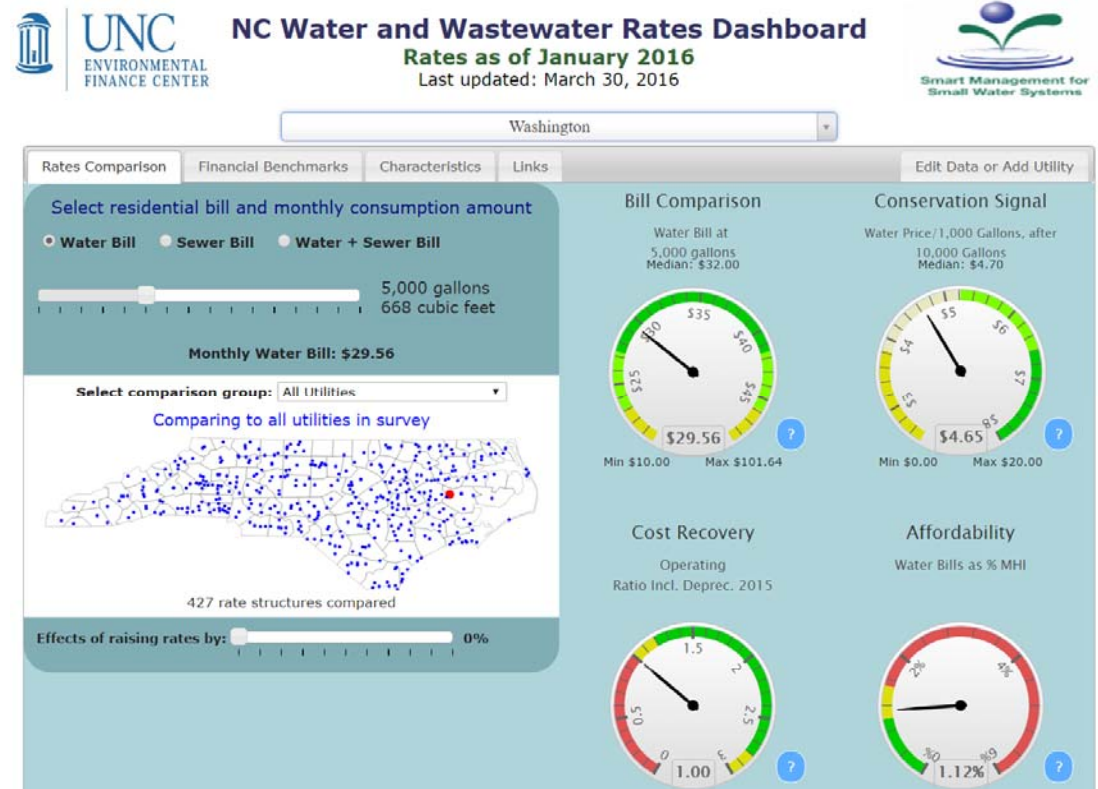 UNC
ENVIRONMENTAL
FINANCE CENTER
NC Water and Wastewater Rates Dashboard
Rates as of January 2016
Last updated: March 30, 2016
Smart Management for
Small Water Systems
Washington
Rates Comparison
Financial Benchmarks
Characteristics
Links
Edit Data or Add Utility
Select residential bill and monthly consumption amount
Water Bill
Sewer Bill
Water + Sewer Bill
5,000 gallons
668 cubic feet
Monthly Water Bill: $29.56
Select comparison group: All Utilities
Comparing to all utilities in survey
427 rate structures compared
Effects of raising rates by: 0%
Bill Comparison
Water Bill at
5,000 gallons
Median: $32.00
$25
$30
$35
$40
$45
$29.56
Min $10.00
Max $101.64
?
Conservation Signal
Water Price/1,000 Gallons, after
10,000 Gallons
Median: $4.70
$3
$4
$5
$6
$7
$8
$4.65
Min $0.00
Max $20.00
?
Cost Recovery
Operating
Ratio Incl. Deprec. 2015
0
0.5
1.5
2
2.5
3
1.00
?
Affordability
Water Bills as % MHI
0%
2%
4%
6%
1.12%
?